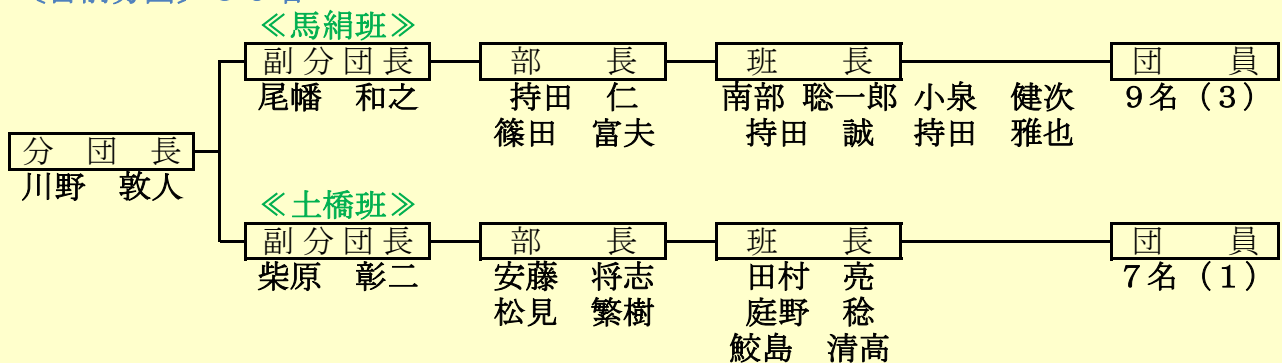 ≪馬絹班≫
副分団長 部　　長 班　　長 団　　員
尾幡　和之 持田　仁 南部 聡一郎 小泉　健次 9名（3）
篠田　富夫 持田　誠 持田　雅也
分　団　長
川野　敦人
≪土橋班≫
副分団長 部　　長 班　　長 団　　員
柴原　彰二 安藤　将志 田村　亮 7名（1）
松見　繁樹 庭野　稔
鮫島　清高